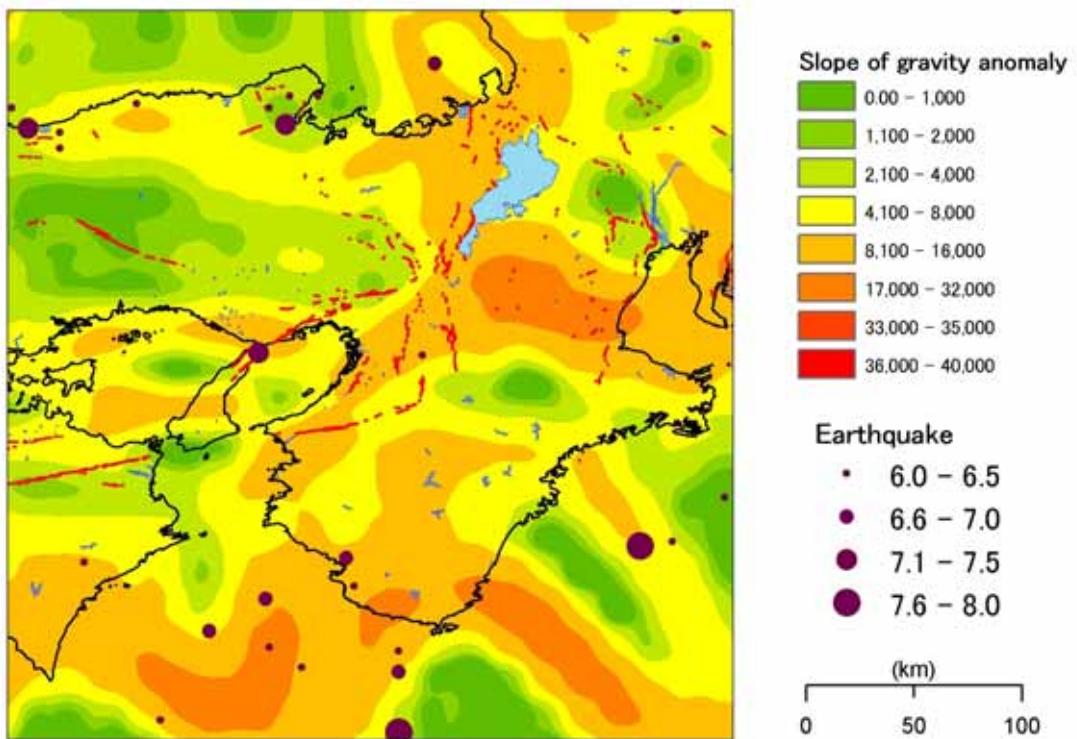 Slope of gravity anomaly
0.00 – 1,000
1,100 – 2,000
2,100 – 4,000
4,100 – 8,000
8,100 – 16,000
17,000 – 32,000
33,000 – 35,000
36,000 – 40,000
Earthquake
6.0 – 6.5
6.6 – 7.0
7.1 – 7.5
7.6 – 8.0
(km)
0 50 100